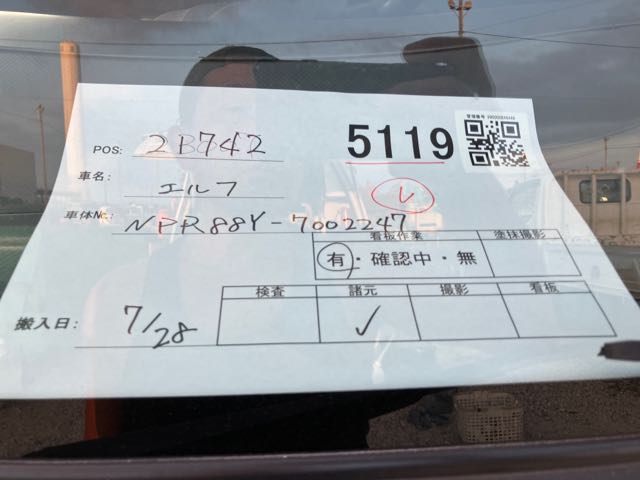 POS: 2B742
5119
車名: エルフ
車体No. NPR88Y-7002247
看板作業 塗抹撮影
有・確認中・無
検査 諸元 撮影 看板
搬入日: 7/28 ✓